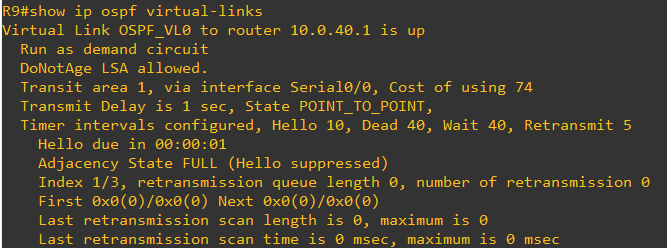 R9#show ip ospf virtual-links
Virtual Link OSPF_VL0 to router 10.0.40.1 is up
Run as demand circuit
DoNotAge LSA allowed.
Transit area 1, via interface Serial0/0, Cost of using 74
Transmit Delay is 1 sec, State POINT_TO_POINT,
Timer intervals configured, Hello 10, Dead 40, Wait 40, Retransmit 5
Hello due in 00:00:01
Adjacency State FULL (Hello suppressed)
Index 1/3, retransmission queue length 0, number of retransmission 0
First 0x0(0)/0x0(0) Next 0x0(0)/0x0(0)
Last retransmission scan length is 0, maximum is 0
Last retransmission scan time is 0 msec, maximum is 0 msec